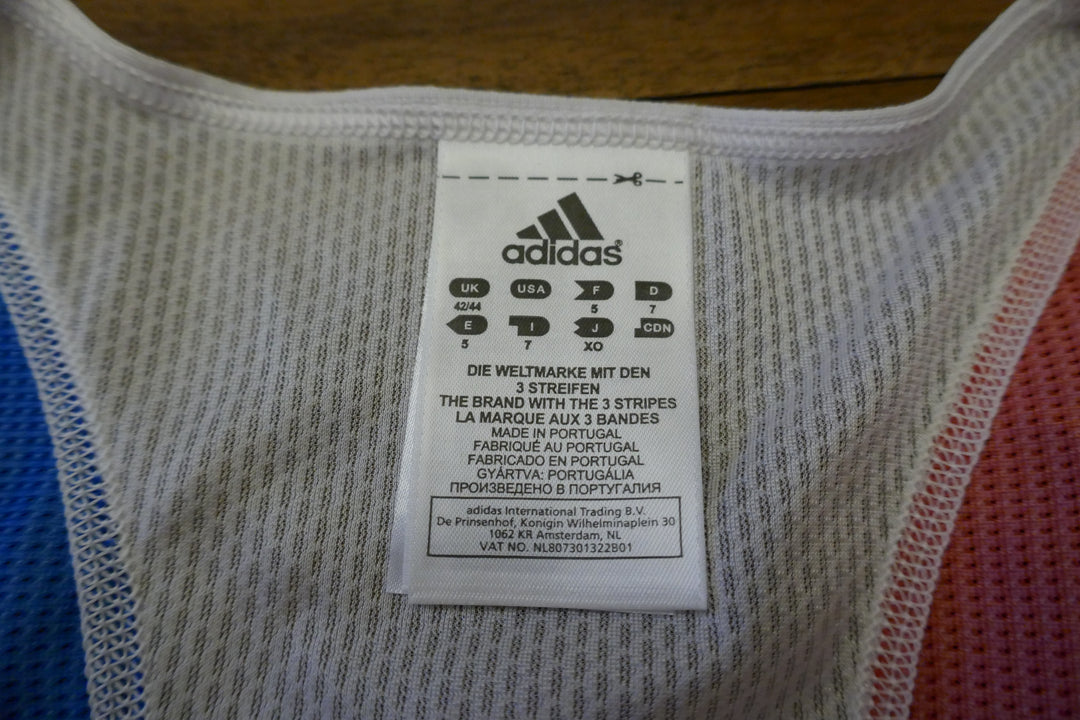 adidas®
UK USA F D
42/44 5 7
E I J CDN
5 7 XO
DIE WELTMARKE MIT DEN
3 STREIFEN
THE BRAND WITH THE 3 STRIPES
LA MARQUE AUX 3 BANDES
MADE IN PORTUGAL
FABRIQUÉ AU PORTUGAL
FABRICADO EN PORTUGAL
GYÁRTVA: PORTUGÁLIA
ПРОИЗВЕДЕНО В ПОРТУГАЛИЯ
adidas International Trading B.V.
De Prinsenhof, Konigin Wilhelminaplein 30
1062 KR Amsterdam, NL
VAT NO. NL807301322B01